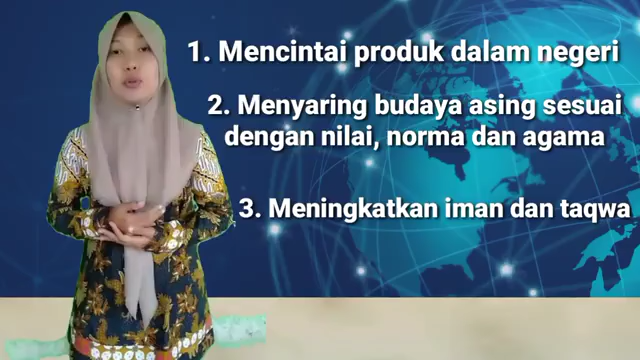 1. Mencintai produk dalam negeri
2. Menyaring budaya asing sesuai
dengan nilai, norma dan agama
3. Meningkatkan iman dan taqwa